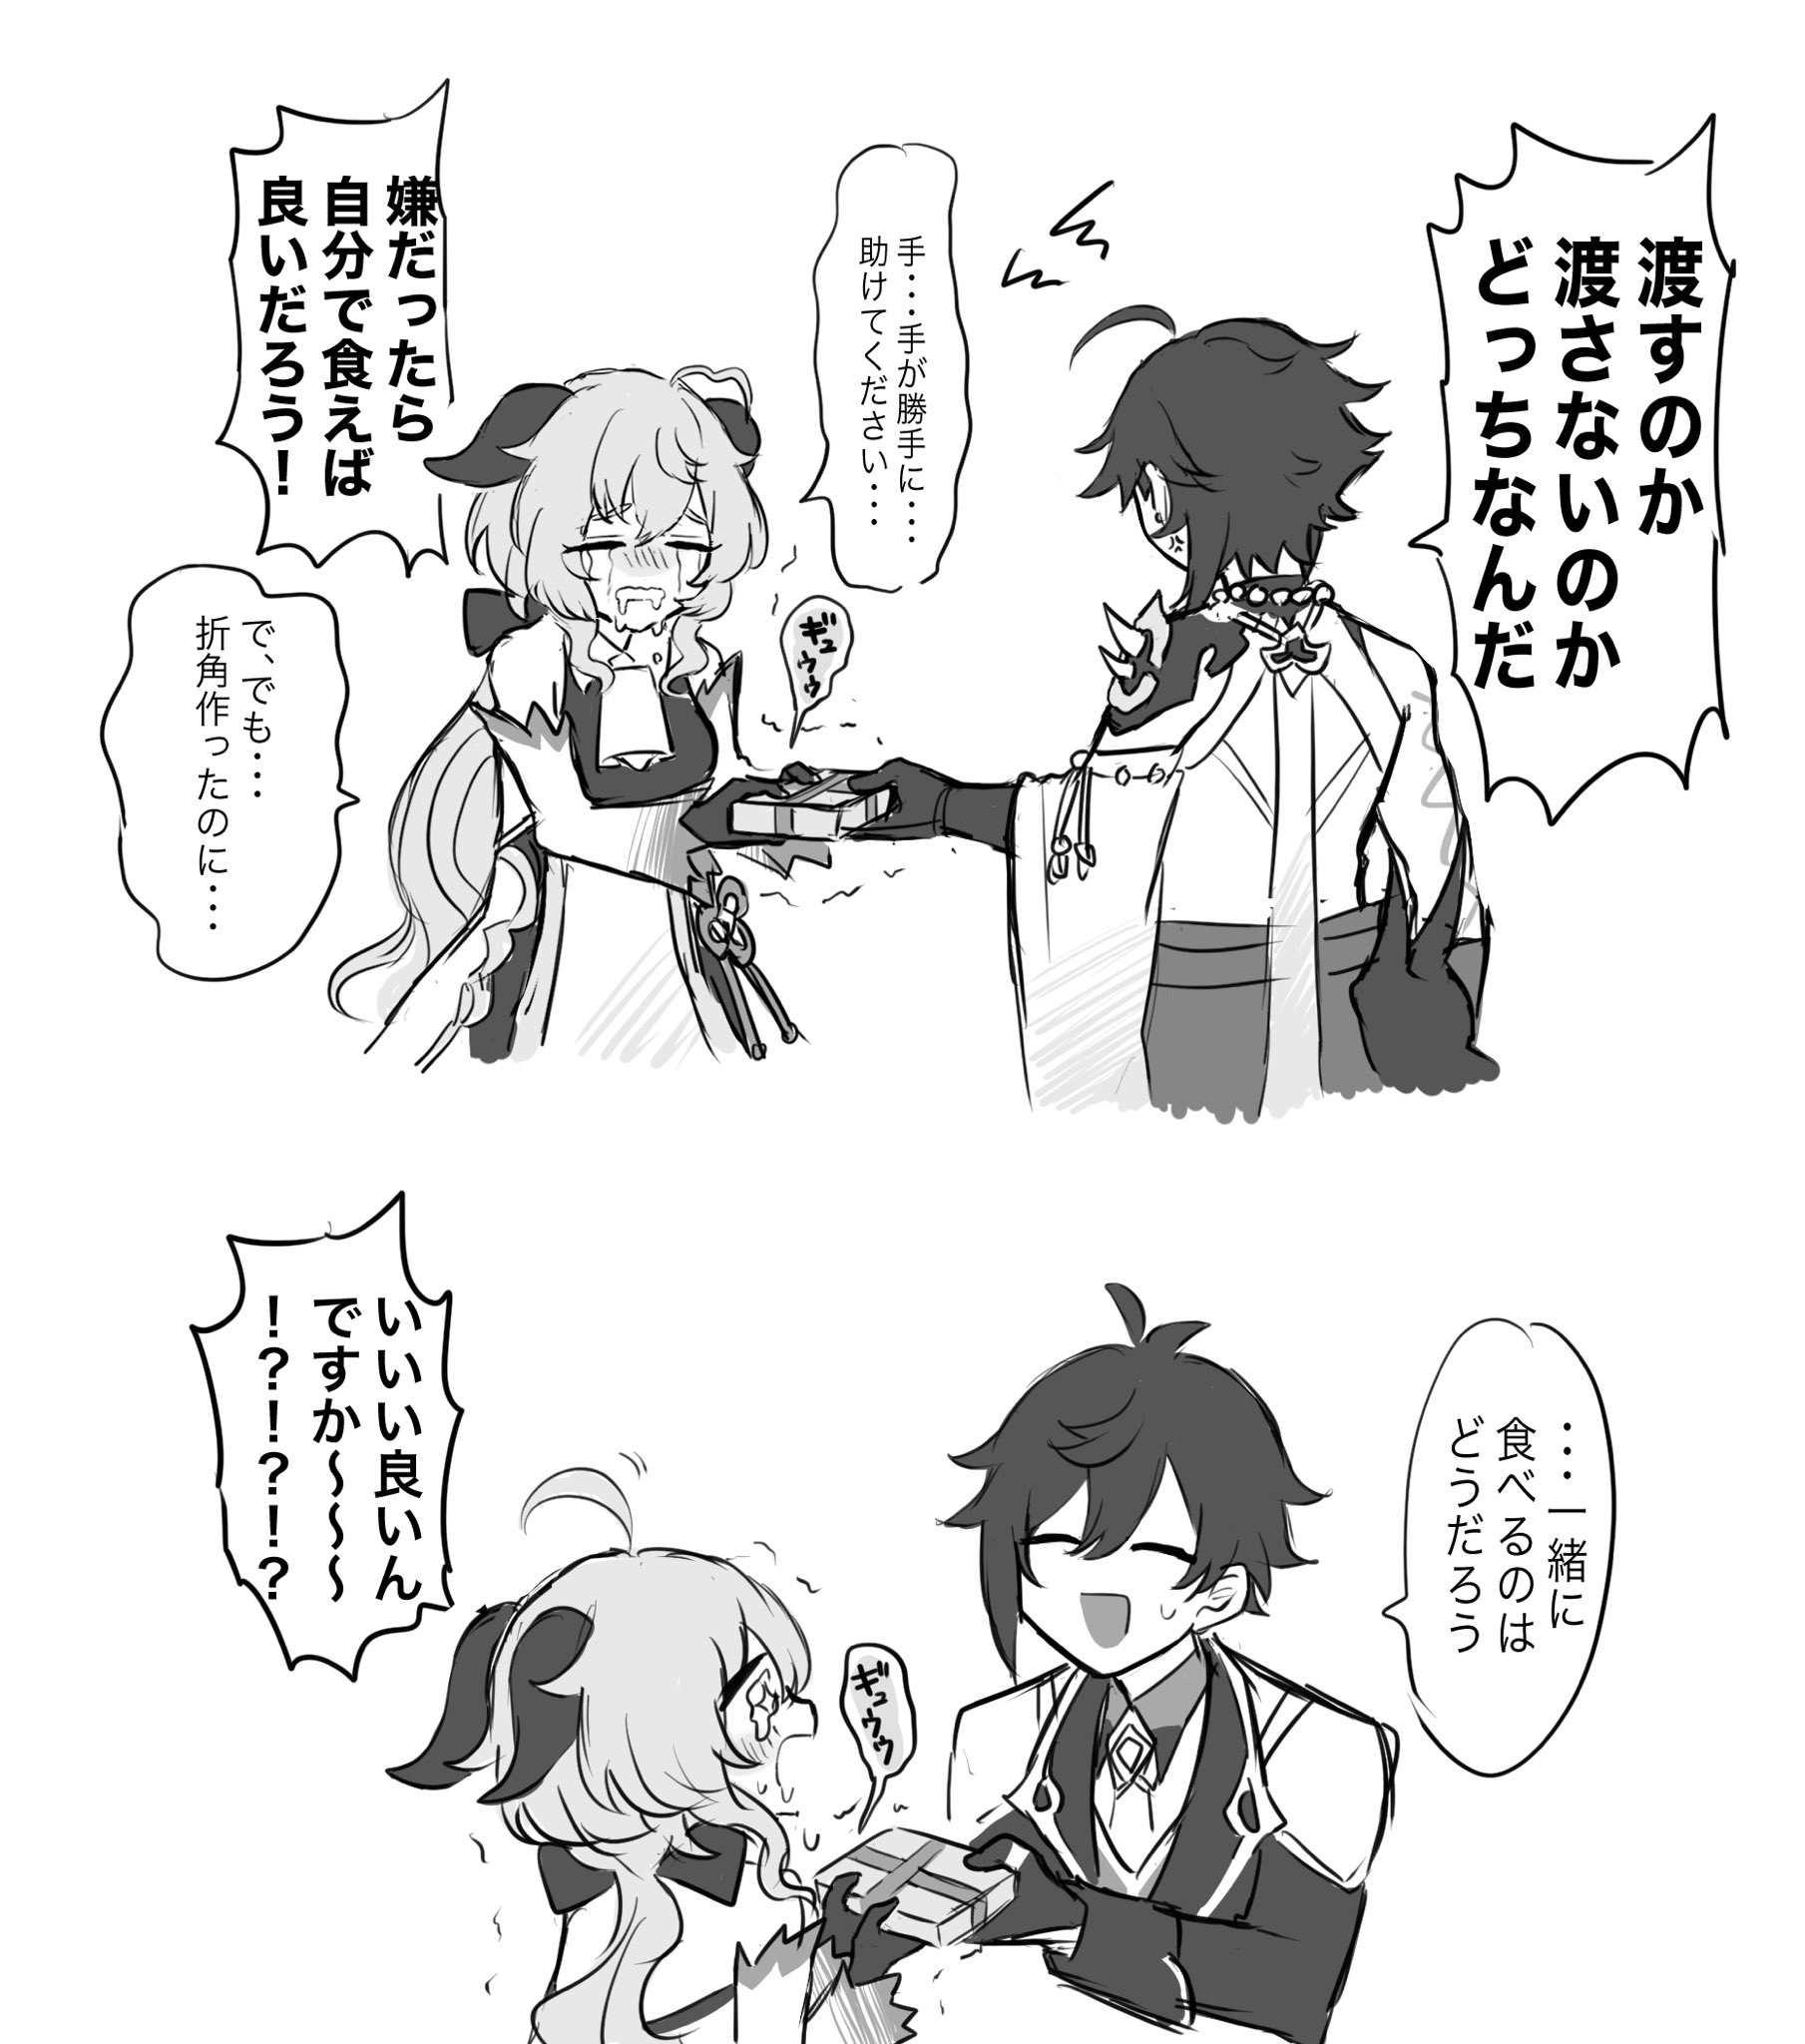 渡すのか
渡さないのか
どっちなんだ
手・・・手が勝手に・・・
助けてください・・・・
ギュウウ
嫌だったら
自分で食えば
良いだろう！
で、でも・・・
折角作ったのに・・・・
・・・一緒に
食べるのは
どうだろう
ギュウウウ
いいいい良いん
ですか～～～～
！？！？！？